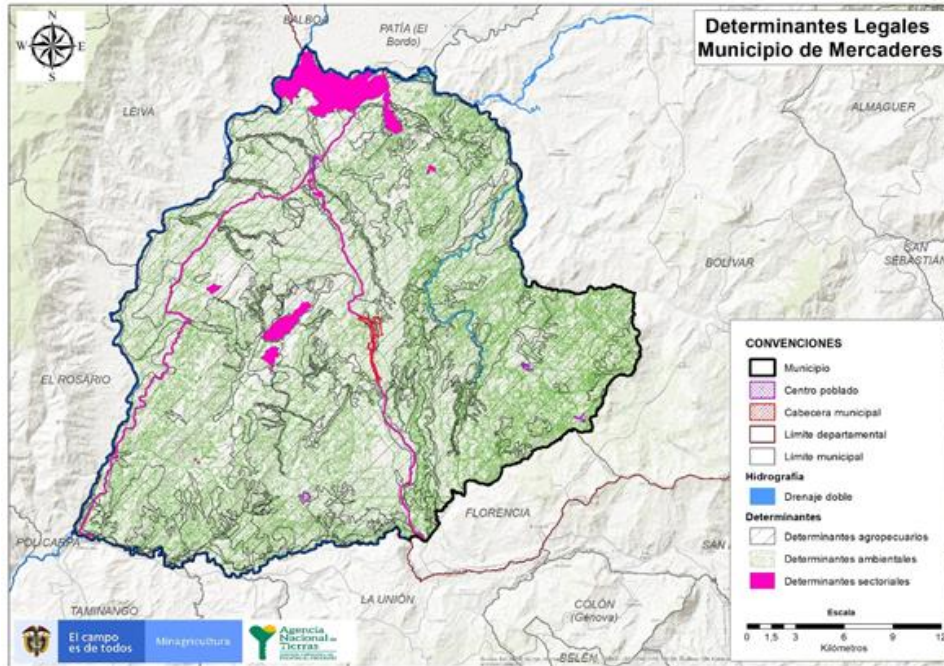 Determinantes Legales
Municipio de Mercaderes
N
W
E
S
BALBOA
PATÍA (El
Bordo)
LEIVA
ALMAGUER
SAN
SEBASTIÁN
BOLÍVAR
EL ROSARIO
POLICARPA
TAMINANGO
LA UNIÓN
FLORENCIA
COLÓN
(Génova)
BELÉN
SAN
CONVENCIONES
Municipio
Centro poblado
Cabecera municipal
Límite departamental
Límite municipal
Hidrografía
Drenaje doble
Determinantes
Determinantes agropecuarios
Determinantes ambientales
Determinantes sectoriales
Escala
0 1.5 3 6 9 12
Kilómetros
El campo
es de todos
Minagricultura
Agencia
Nacional de
Tierras